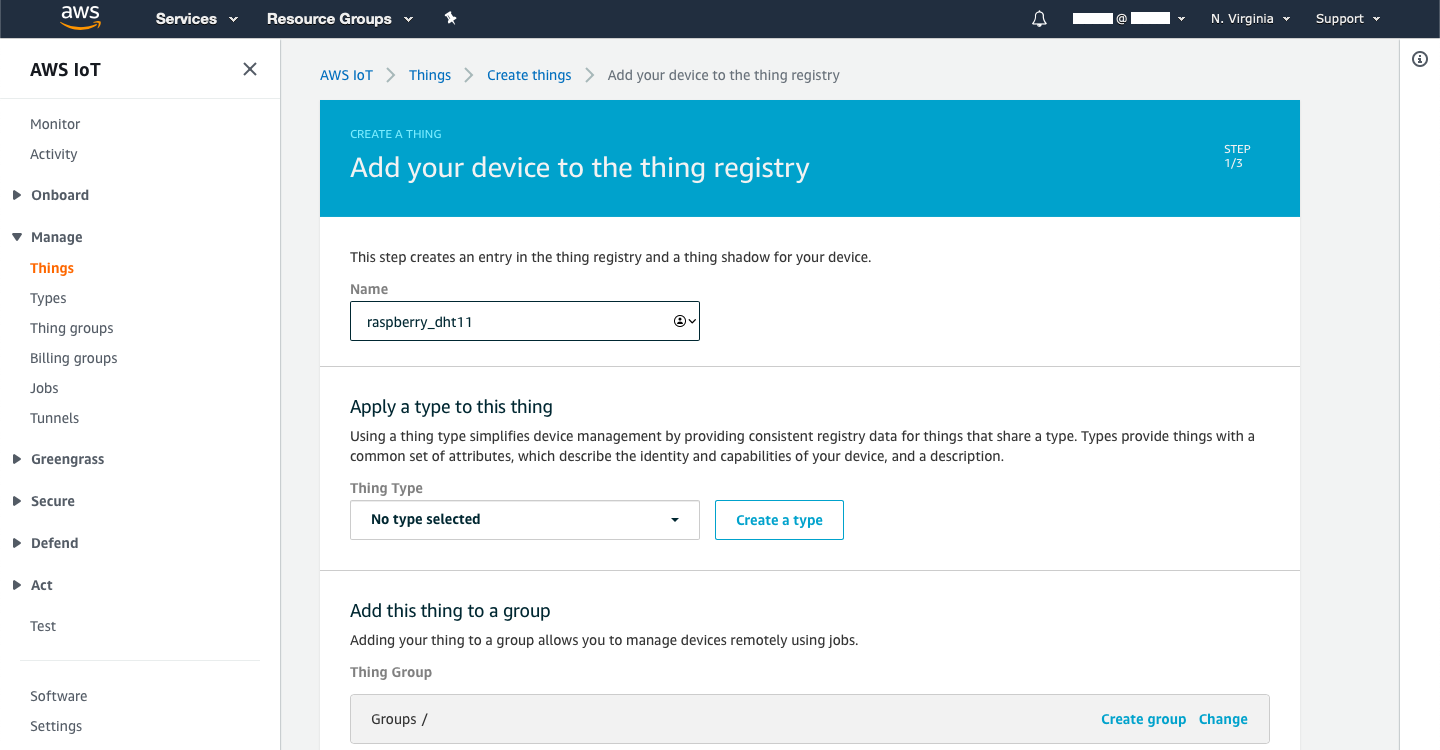 aws
Services
Resource Groups
@
N. Virginia
Support
AWS IoT
Monitor
Activity
Onboard
Manage
Things
Types
Thing groups
Billing groups
Jobs
Tunnels
Greengrass
Secure
Defend
Act
Test
Software
Settings
AWS IoT Things Create things Add your device to the thing registry
CREATE A THING
Add your device to the thing registry
STEP
1/3
This step creates an entry in the thing registry and a thing shadow for your device.
Name
raspberry_dht11
Apply a type to this thing
Using a thing type simplifies device management by providing consistent registry data for things that share a type. Types provide things with a
common set of attributes, which describe the identity and capabilities of your device, and a description.
Thing Type
No type selected
Create a type
Add this thing to a group
Adding your thing to a group allows you to manage devices remotely using jobs.
Thing Group
Groups /
Create group Change